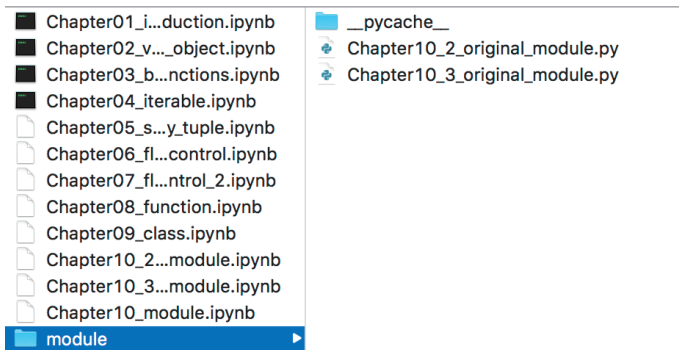 Chapter01_i...duction.ipynb
Chapter02_v..._object.ipynb
Chapter03_b...nctions.ipynb
Chapter04_iterable.ipynb
Chapter05_s...y_tuple.ipynb
Chapter06_fl...control.ipynb
Chapter07_fl...ntrol_2.ipynb
Chapter08_function.ipynb
Chapter09_class.ipynb
Chapter10_2...module.ipynb
Chapter10_3...module.ipynb
Chapter10_module.ipynb
module
__pycache__
Chapter10_2_original_module.py
Chapter10_3_original_module.py